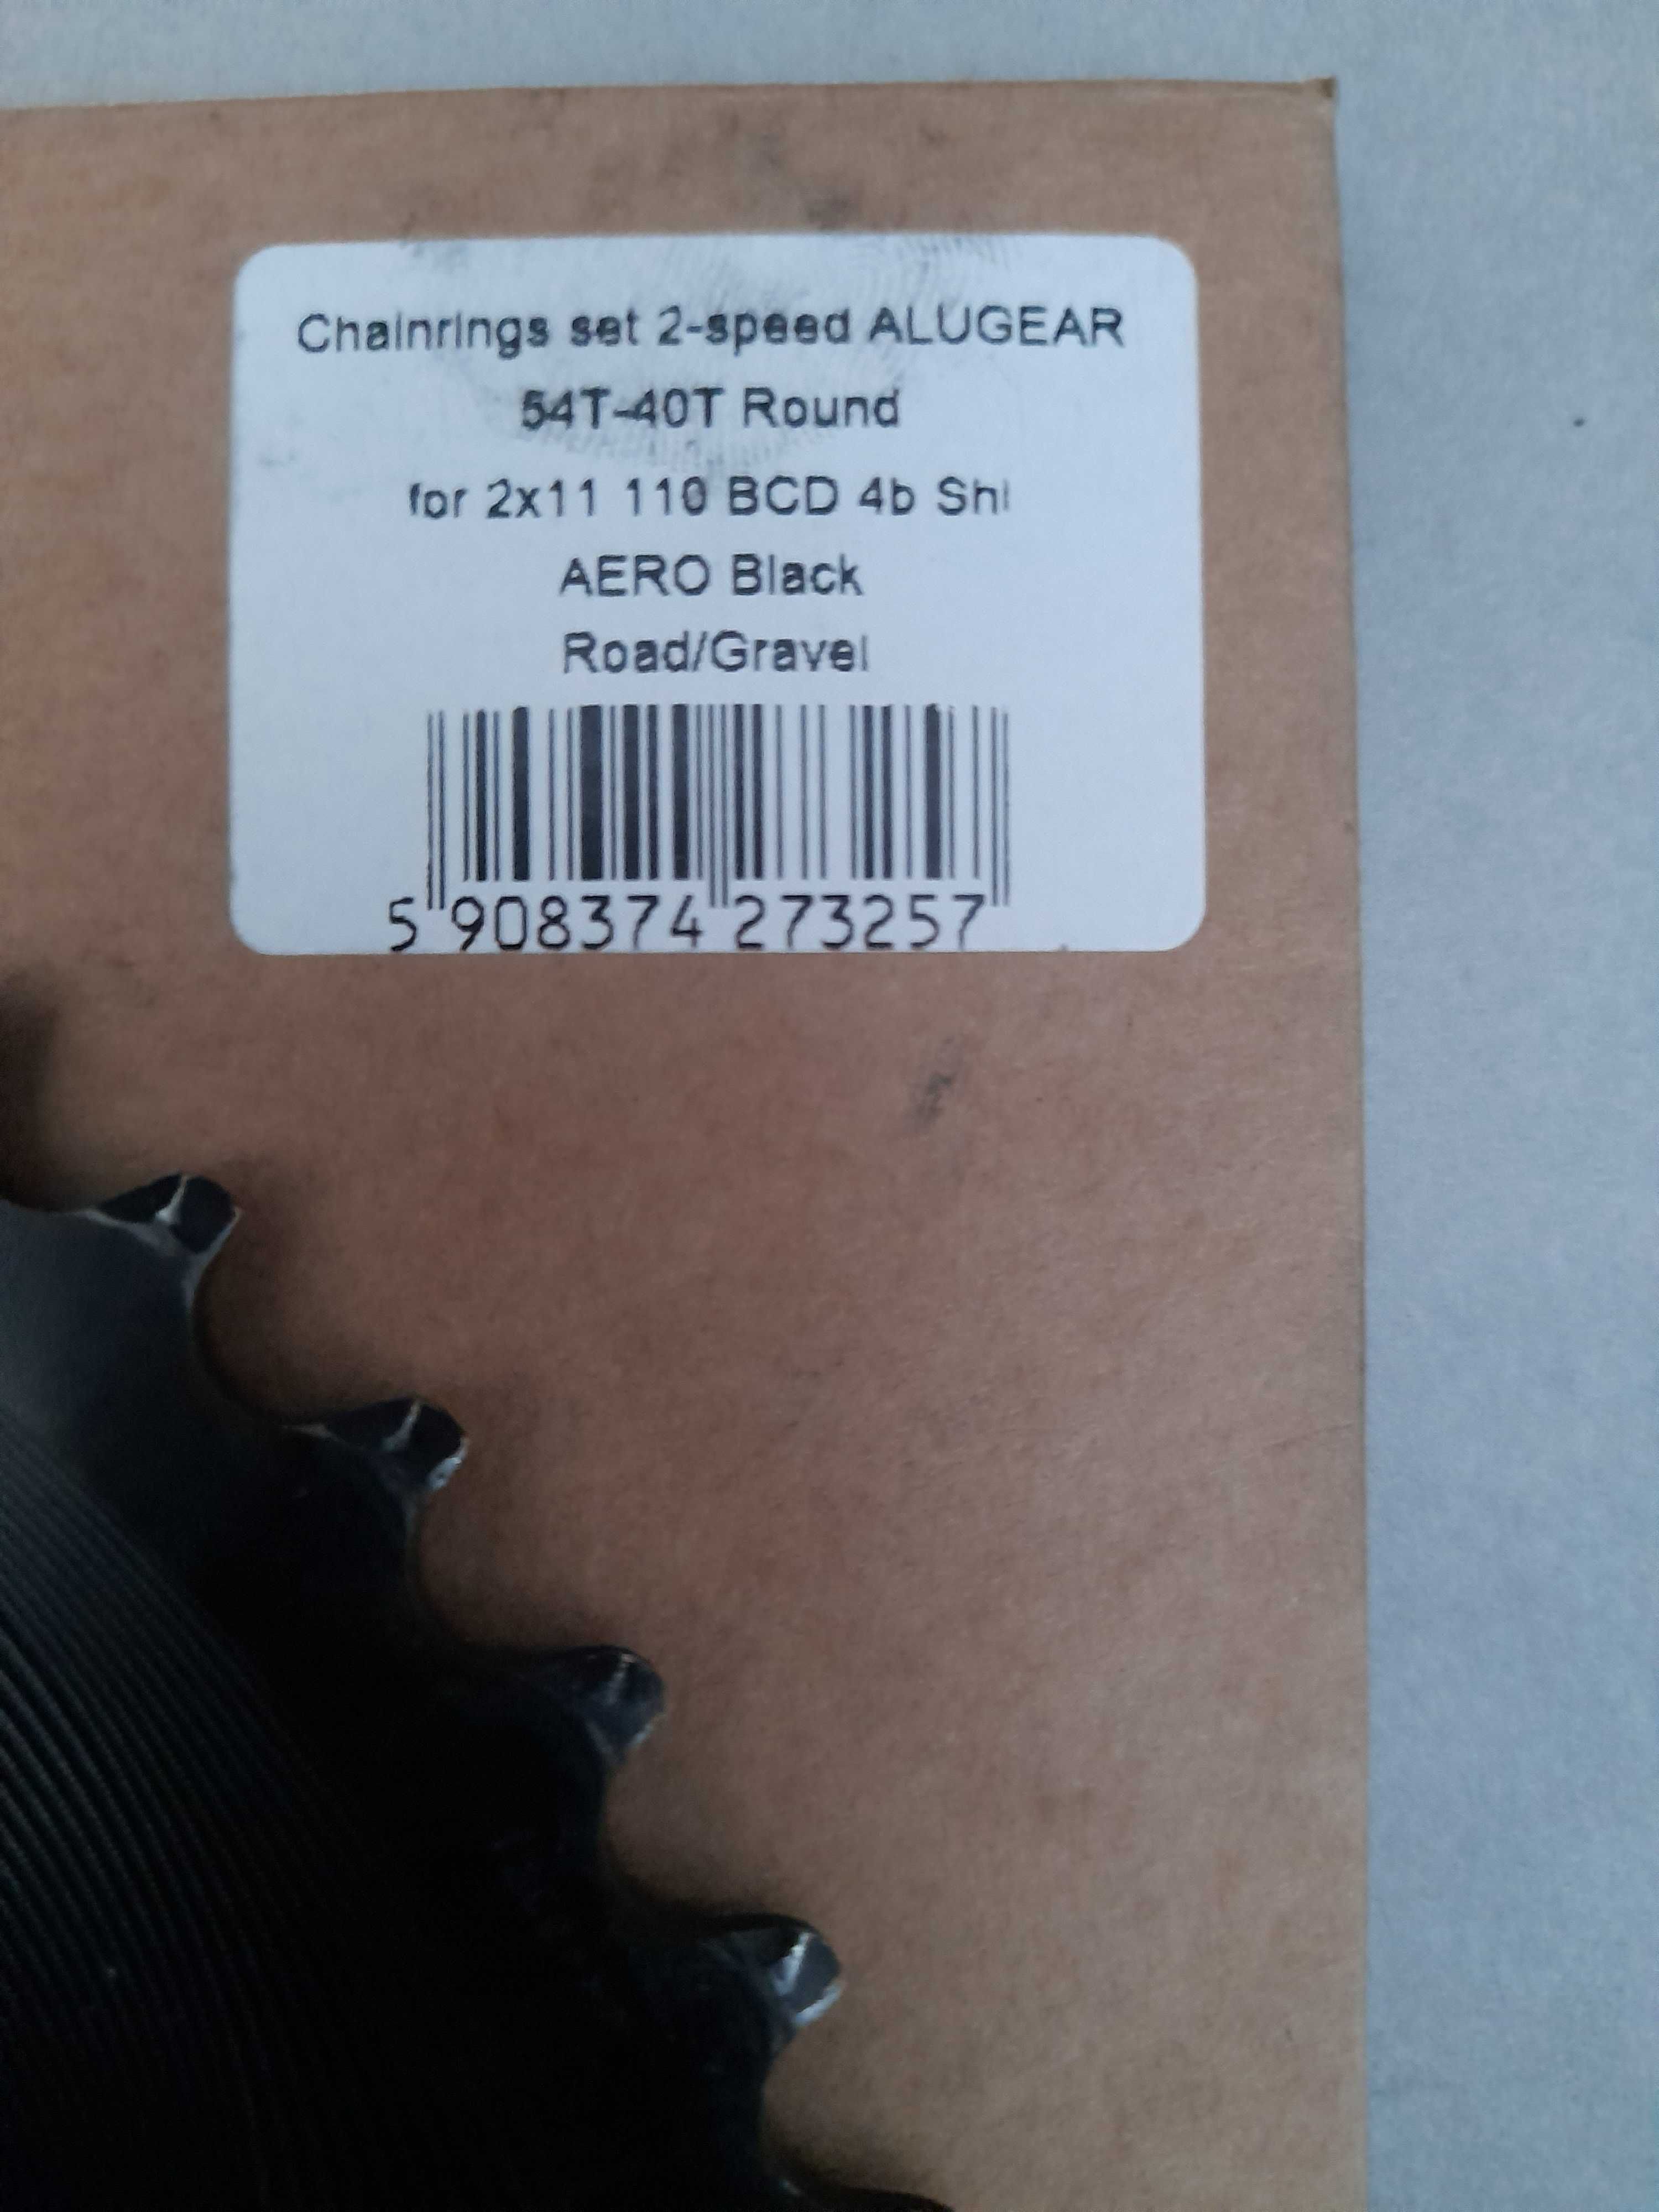 Chainrings set 2-speed ALUGEAR
54T-40T Round
for 2x11 110 BCD 4b Shi
AERO Black
Road/Gravel
5 908374 273257